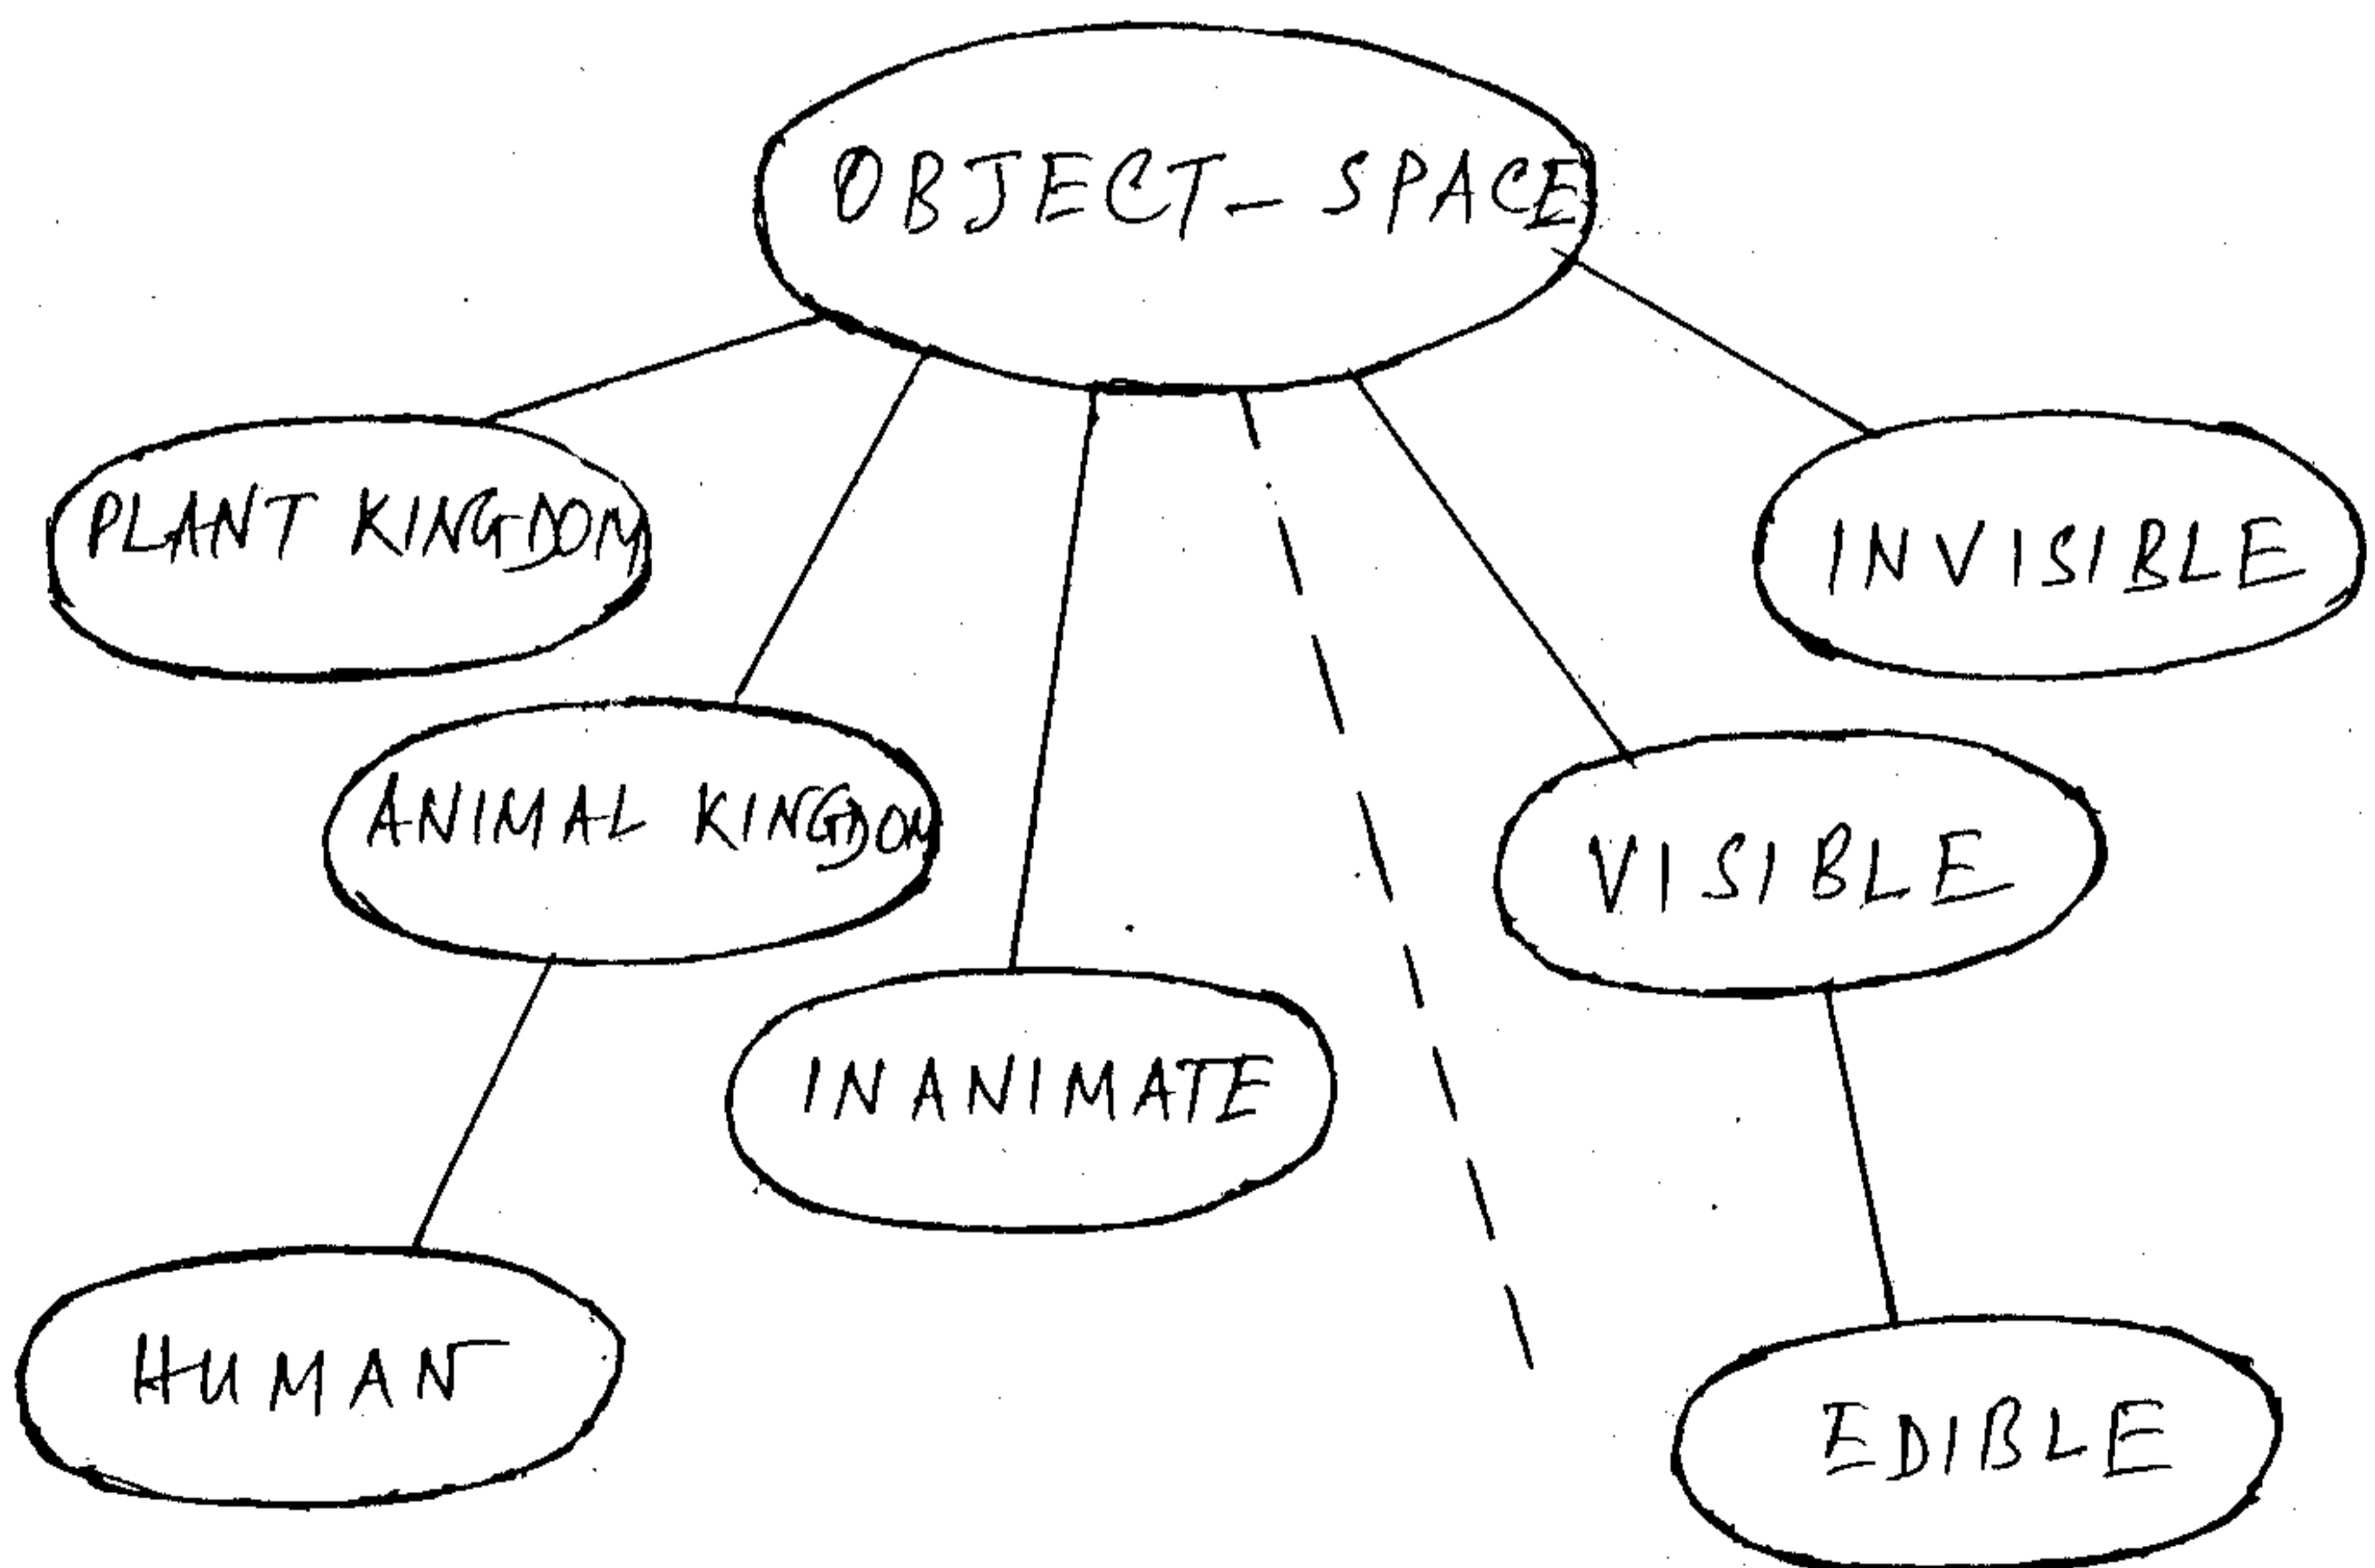 OBJECT - SPACE
PLANT KINGDOM
INVISIBLE
ANIMAL KINGDOM
VISIBLE
INANIMATE
HUMAN
EDIBLE